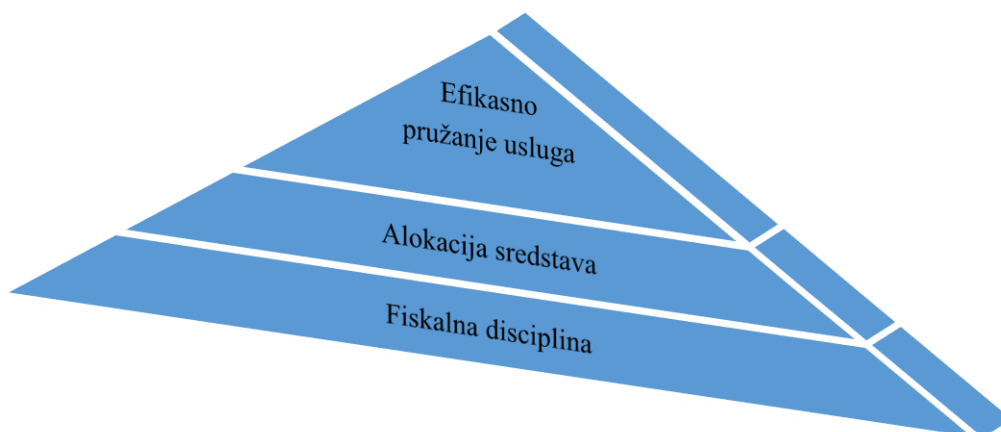 Efikasno
pružanje usluga
Alokacija sredstava
Fiskalna disciplina